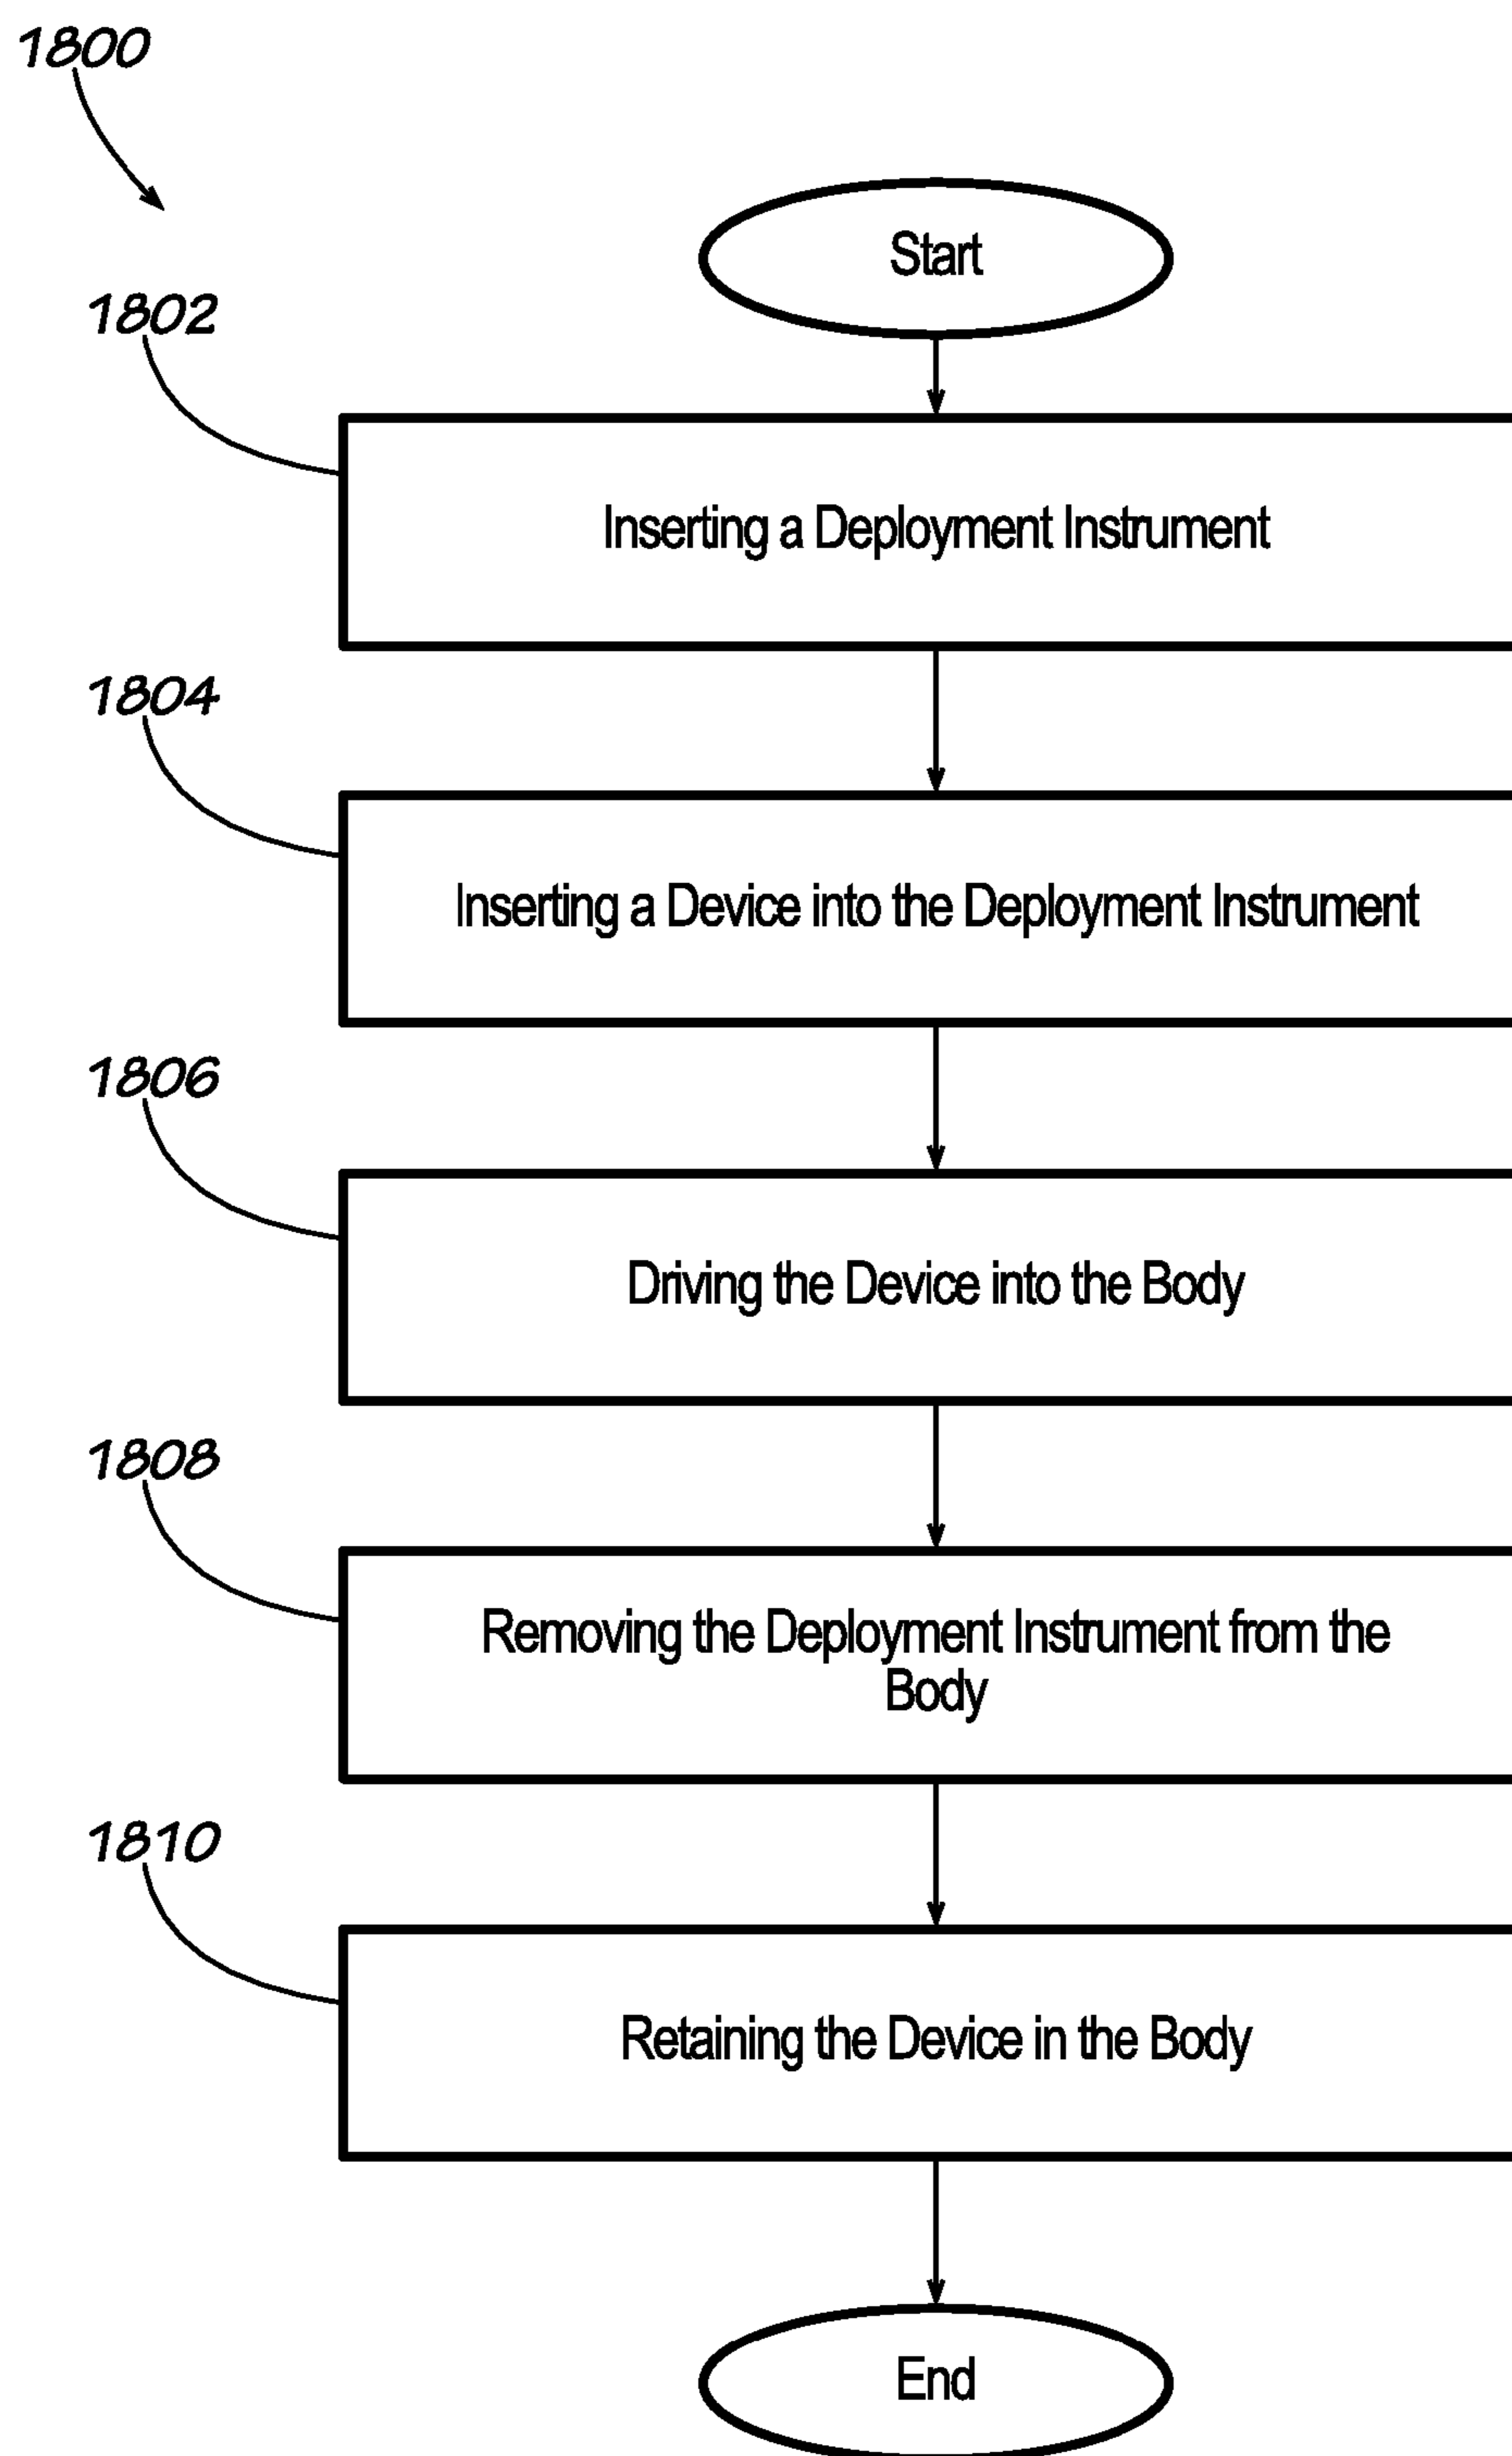 1800
Start
1802
Inserting a Deployment Instrument
1804
Inserting a Device into the Deployment Instrument
1806
Driving the Device into the Body
1808
Removing the Deployment Instrument from the
Body
1810
Retaining the Device in the Body
End